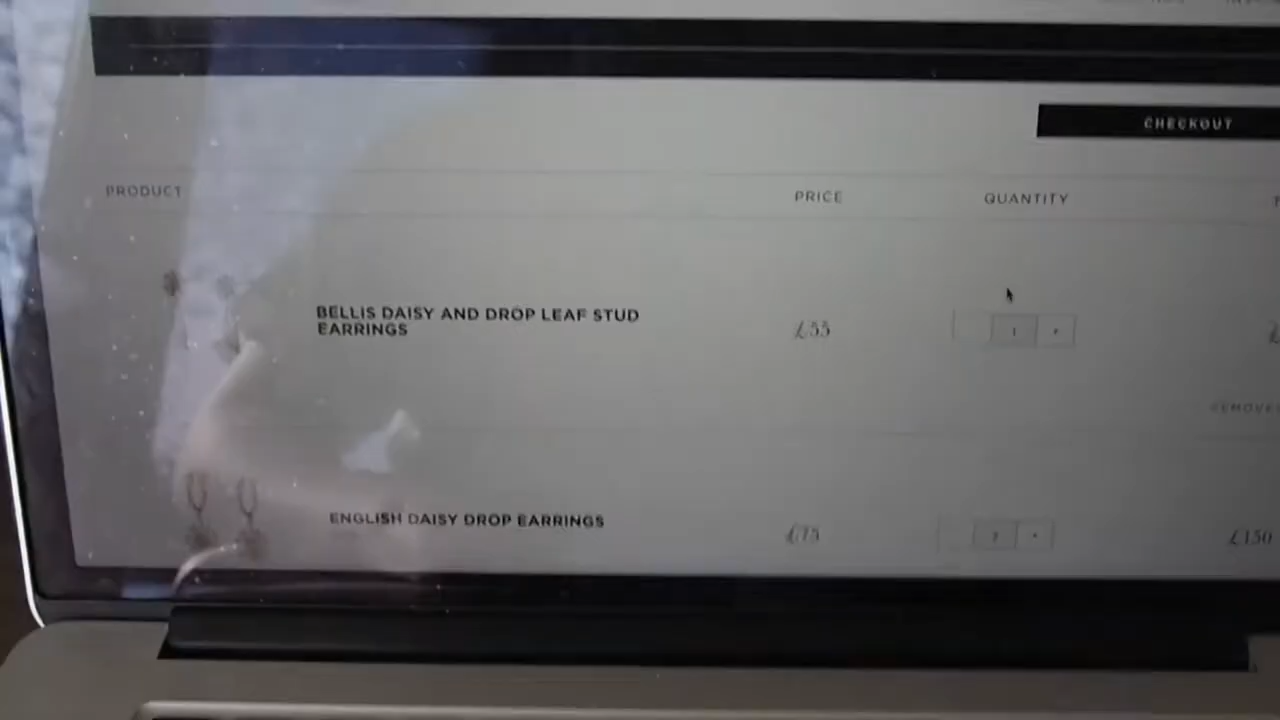 CHECKOUT
PRODUCT PRICE QUANTITY
BELLIS DAISY AND DROP LEAF STUD
EARRINGS
£55 1
REMOVE
ENGLISH DAISY DROP EARRINGS £75 2 + £150